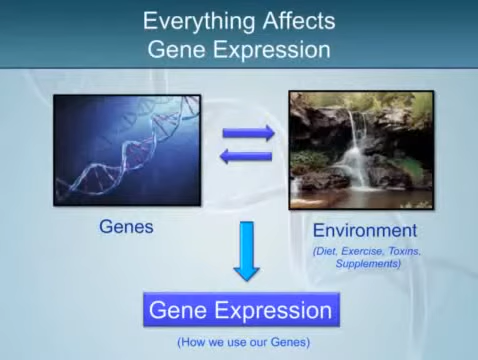 Everything Affects
Gene Expression
Genes
Environment
(Diet, Exercise, Toxins,
Supplements)
Gene Expression
(How we use our Genes)